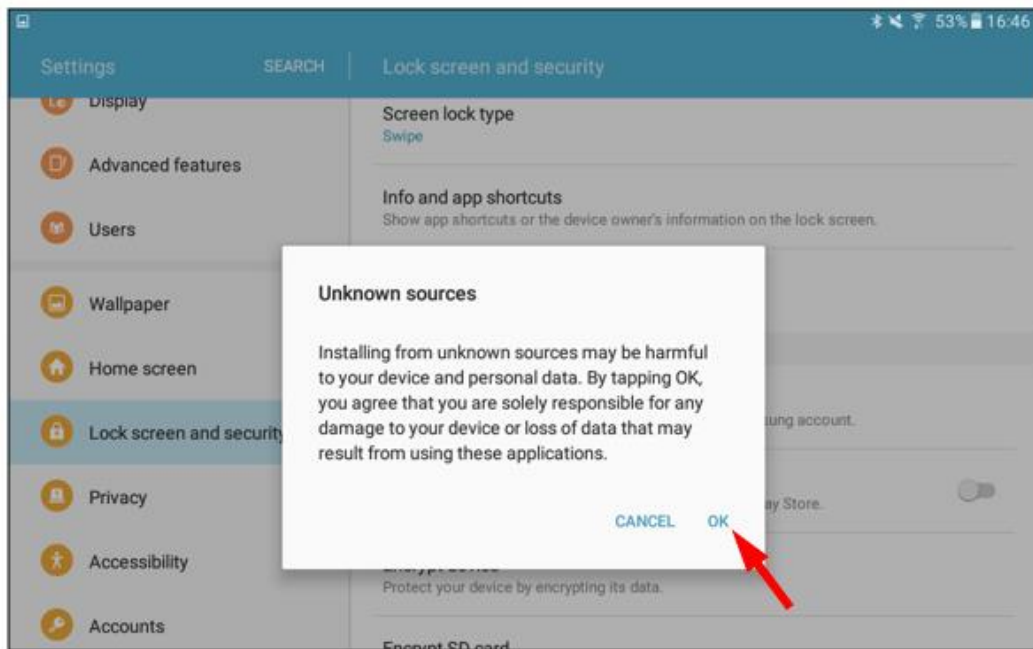 53% 16:46
Settings SEARCH Lock screen and security
Display
Screen lock type
Swipe
Advanced features
Info and app shortcuts
Show app shortcuts or the device owner's information on the lock screen.
Users
Unknown sources
Wallpaper
Installing from unknown sources may be harmful
to your device and personal data. By tapping OK,
you agree that you are solely responsible for any
damage to your device or loss of data that may
result from using these applications.
Home screen
Lock screen and security
account.
Privacy
Store.
CANCEL OK
Accessibility
Protect your device by encrypting its data.
Accounts
Encrypt SD card